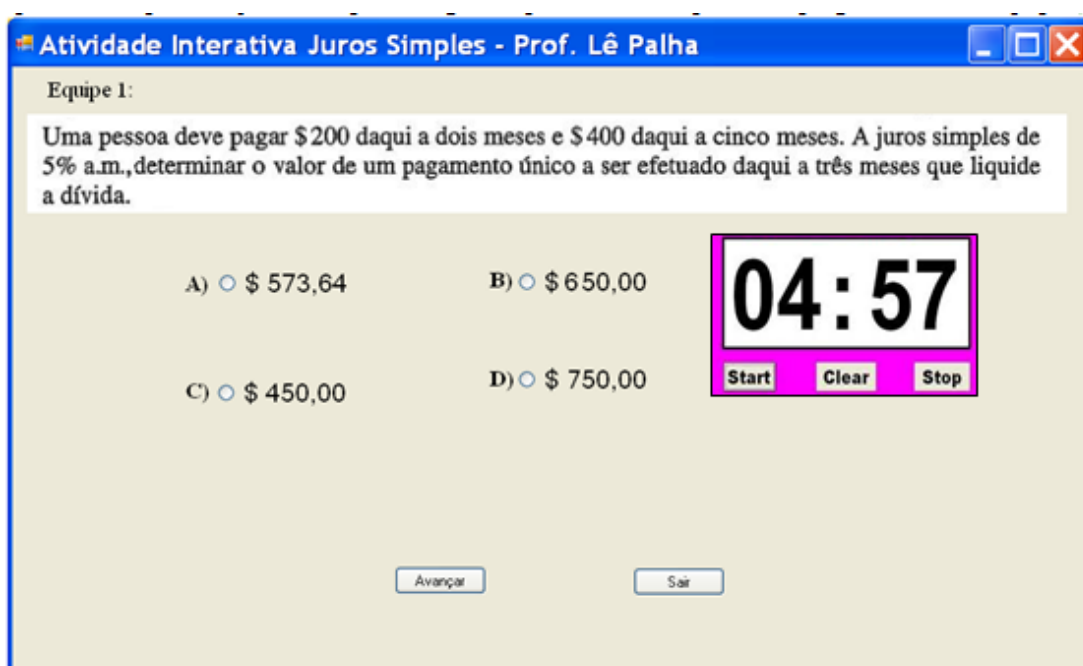 Atividade Interativa Juros Simples - Prof. Lê Palha
Equipe 1:
Uma pessoa deve pagar $200 daqui a dois meses e $400 daqui a cinco meses. A juros simples de
5% a.m.,determinar o valor de um pagamento único a ser efetuado daqui a três meses que liquide
a dívida.
A) $ 573,64
B) $650,00
04:57
Start Clear Stop
C) $ 450,00
D) $ 750,00
Avançar
Sair